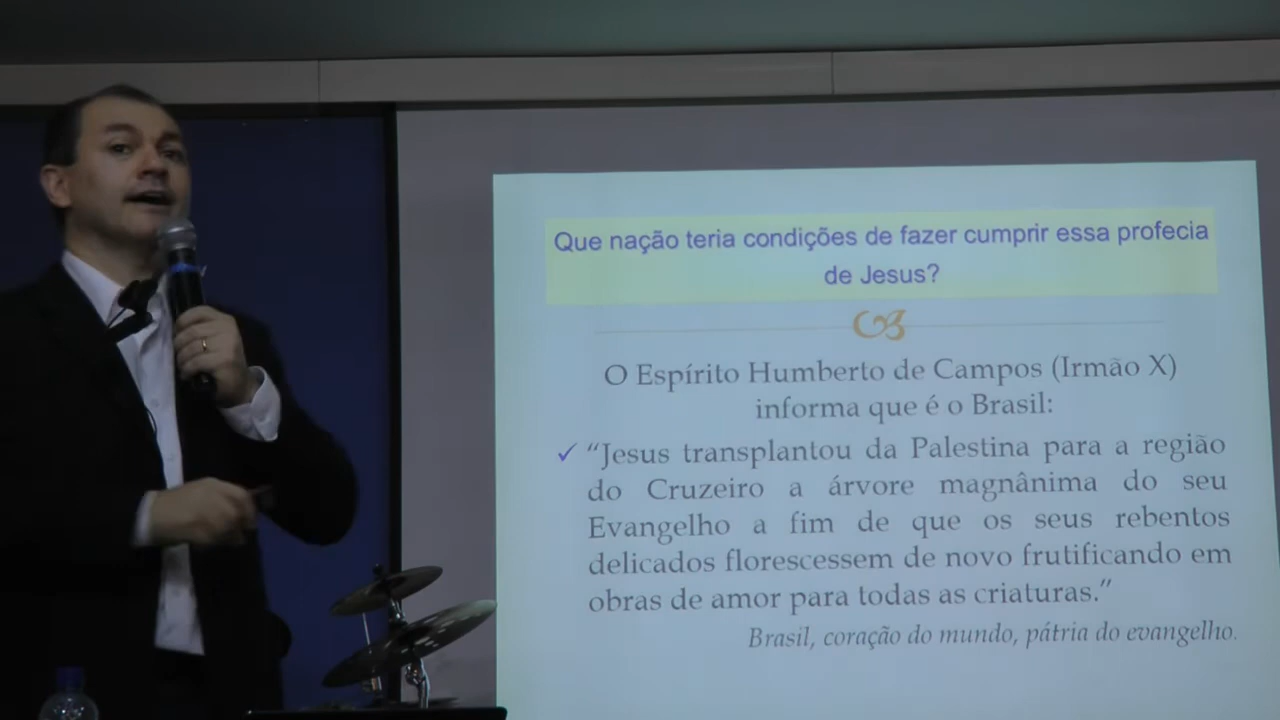 Que nação teria condições de fazer cumprir essa profecia
de Jesus?
O Espírito Humberto de Campos (Irmão X)
informa que é o Brasil:
✓ “Jesus transplantou da Palestina para a região
do Cruzeiro a árvore magnânima do seu
Evangelho a fim de que os seus rebentos
delicados florescessem de novo frutificando em
obras de amor para todas as criaturas.”
Brasil, coração do mundo, pátria do evangelho.